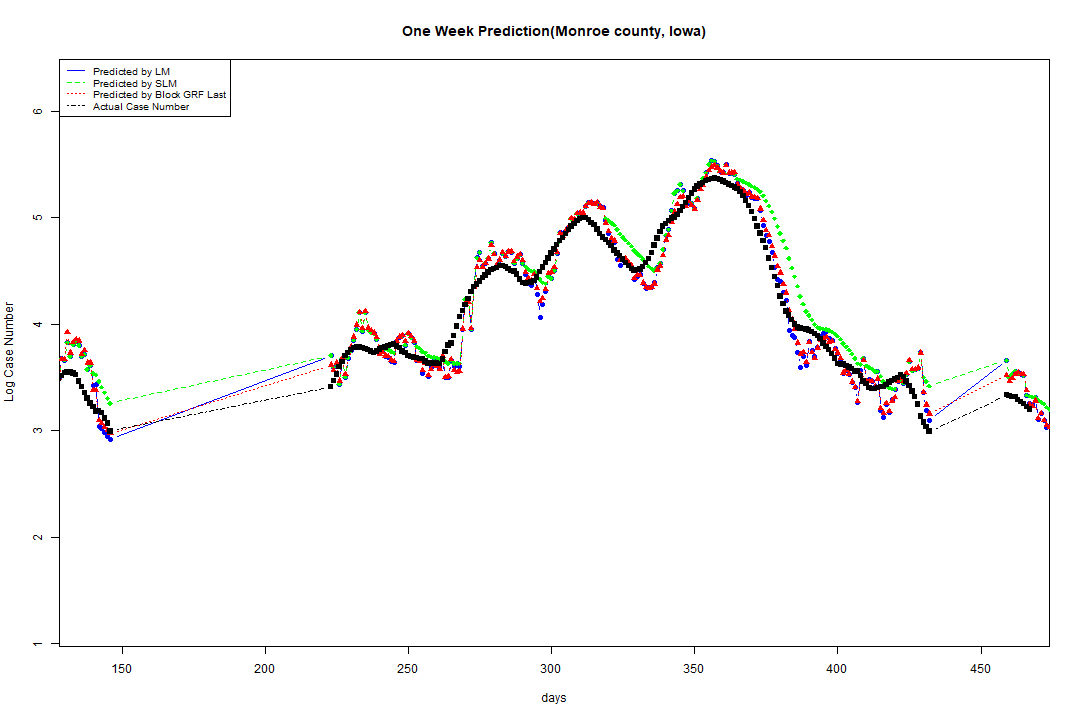 One Week Prediction(Monroe county, Iowa)
Predicted by LM
Predicted by SLM
Predicted by Block GRF Last
Actual Case Number
6
5
4
3
2
1
Log Case Number
150 200 250 300 350 400 450
days